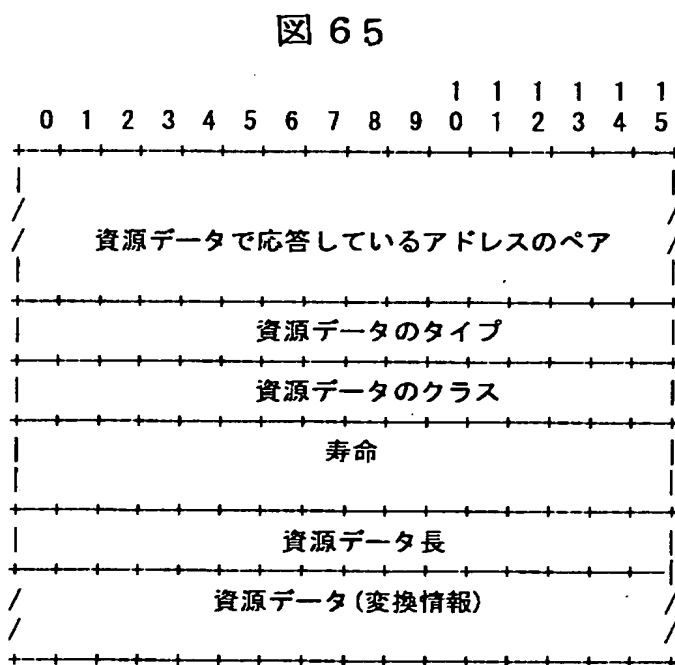 図65
1 1 1 1 1 1
0 1 2 3 4 5 6 7 8 9 0 1 2 3 4 5
資源データで応答しているアドレスのペア
資源データのタイプ
資源データのクラス
寿命
資源データ長
資源データ(変換情報)